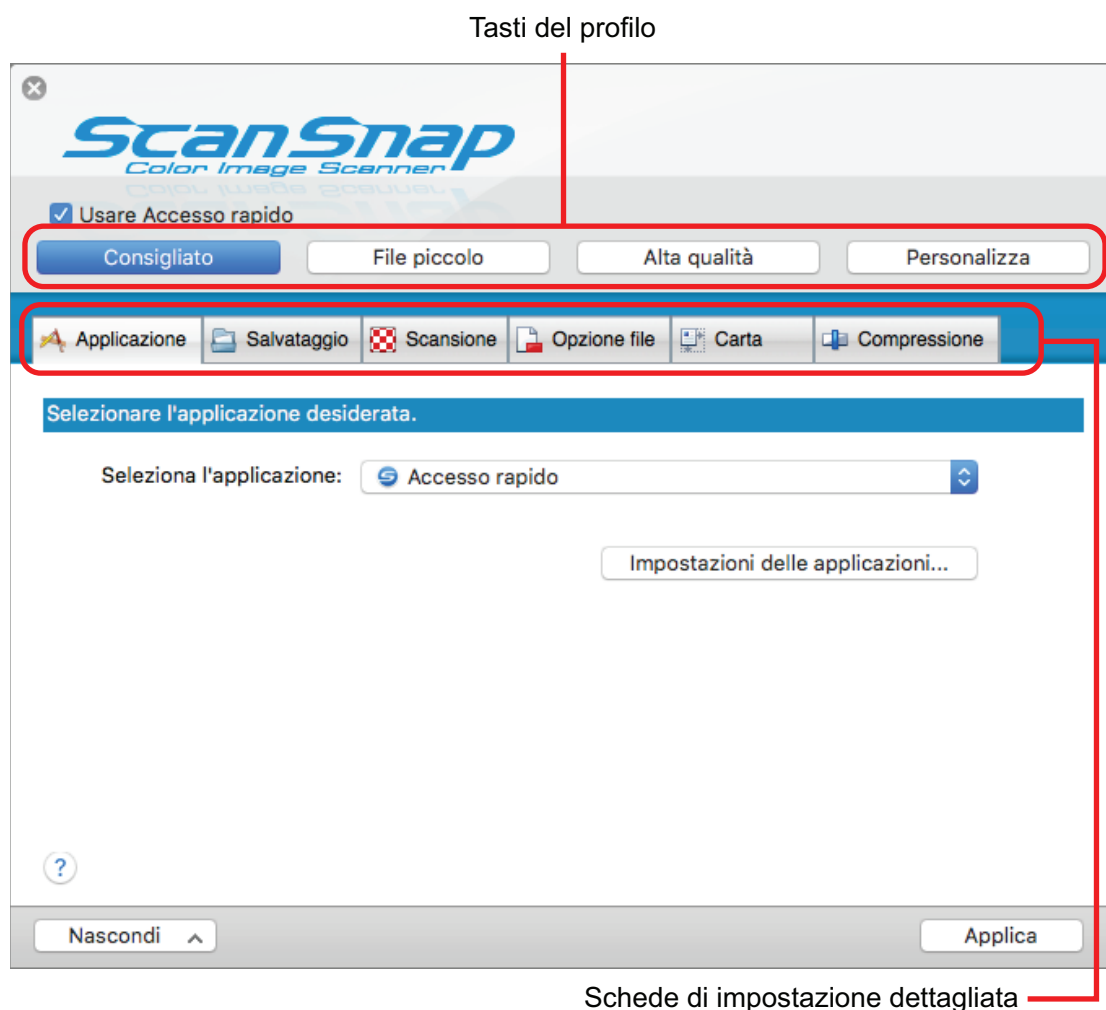 Tasti del profilo
ScanSnap
Color Image Scanner
Usare Accesso rapido
Consigliato File piccolo Alta qualità Personalizza
Applicazione Salvataggio Scansione Opzione file Carta Compressione
Selezionare l'applicazione desiderata.
Seleziona l'applicazione: Accesso rapido
Impostazioni delle applicazioni...
?
Nascondi Applica
Schede di impostazione dettagliata